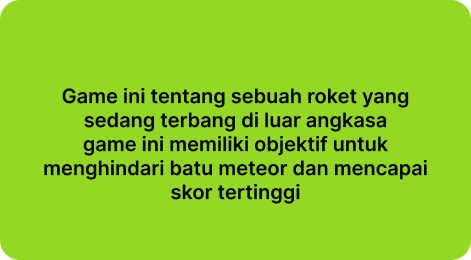 Game ini tentang sebuah roket yang
sedang terbang di luar angkasa
game ini memiliki objektif untuk
menghindari batu meteor dan mencapai
skor tertinggi